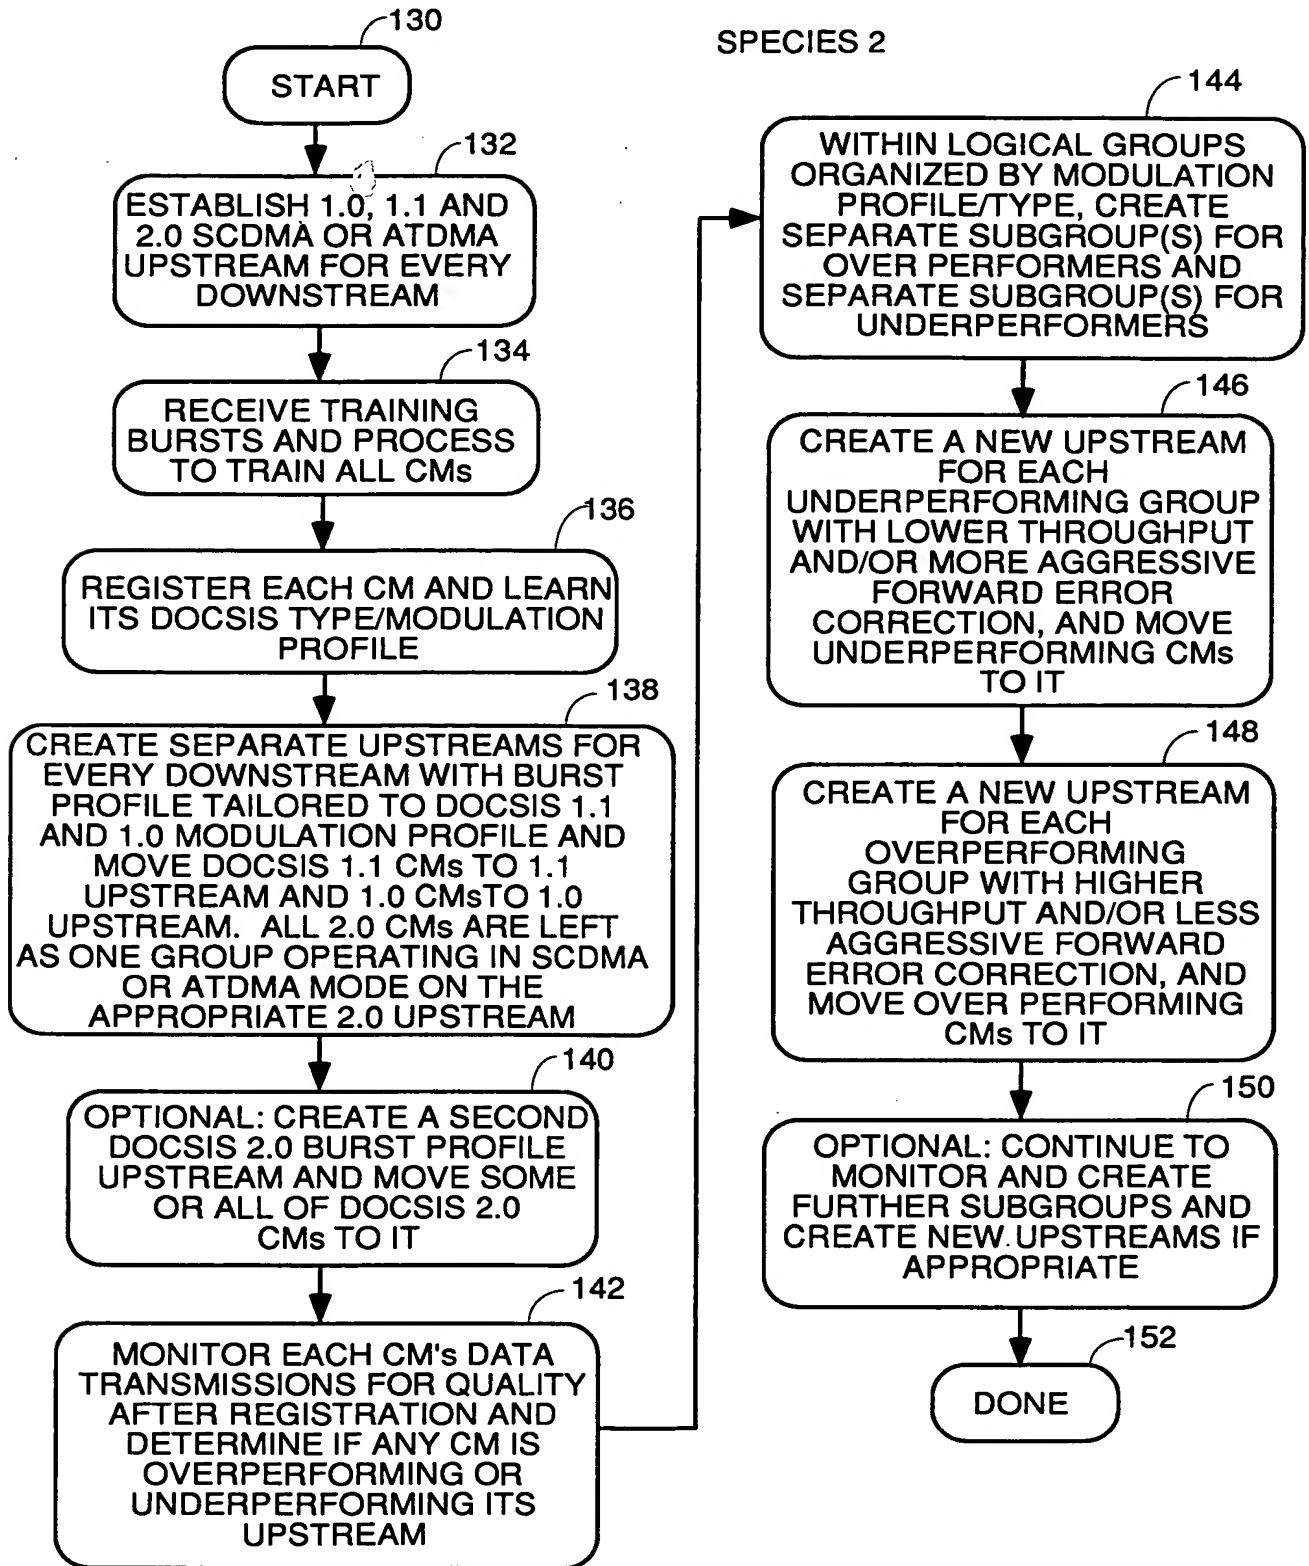 SPECIES 2
130
START
132
ESTABLISH 1.0, 1.1 AND
2.0 SCDMA OR ATDMA
UPSTREAM FOR EVERY
DOWNSTREAM
134
RECEIVE TRAINING
BURSTS AND PROCESS
TO TRAIN ALL CMs
136
REGISTER EACH CM AND LEARN
ITS DOCSIS TYPE/MODULATION
PROFILE
138
CREATE SEPARATE UPSTREAMS FOR
EVERY DOWNSTREAM WITH BURST
PROFILE TAILORED TO DOCSIS 1.1
AND 1.0 MODULATION PROFILE AND
MOVE DOCSIS 1.1 CMs TO 1.1
UPSTREAM AND 1.0 CMsTO 1.0
UPSTREAM. ALL 2.0 CMs ARE LEFT
AS ONE GROUP OPERATING IN SCDMA
OR ATDMA MODE ON THE
APPROPRIATE 2.0 UPSTREAM
140
OPTIONAL: CREATE A SECOND
DOCSIS 2.0 BURST PROFILE
UPSTREAM AND MOVE SOME
OR ALL OF DOCSIS 2.0
CMs TO IT
142
MONITOR EACH CM's DATA
TRANSMISSIONS FOR QUALITY
AFTER REGISTRATION AND
DETERMINE IF ANY CM IS
OVERPERFORMING OR
UNDERPERFORMING ITS
UPSTREAM
144
WITHIN LOGICAL GROUPS
ORGANIZED BY MODULATION
PROFILE/TYPE, CREATE
SEPARATE SUBGROUP(S) FOR
OVER PERFORMERS AND
SEPARATE SUBGROUP(S) FOR
UNDERPERFORMERS
146
CREATE A NEW UPSTREAM
FOR EACH
UNDERPERFORMING GROUP
WITH LOWER THROUGHPUT
AND/OR MORE AGGRESSIVE
FORWARD ERROR
CORRECTION, AND MOVE
UNDERPERFORMING CMs
TO IT
148
CREATE A NEW UPSTREAM
FOR EACH
OVERPERFORMING
GROUP WITH HIGHER
THROUGHPUT AND/OR LESS
AGGRESSIVE FORWARD
ERROR CORRECTION, AND
MOVE OVER PERFORMING
CMs TO IT
150
OPTIONAL: CONTINUE TO
MONITOR AND CREATE
FURTHER SUBGROUPS AND
CREATE NEW UPSTREAMS IF
APPROPRIATE
152
DONE